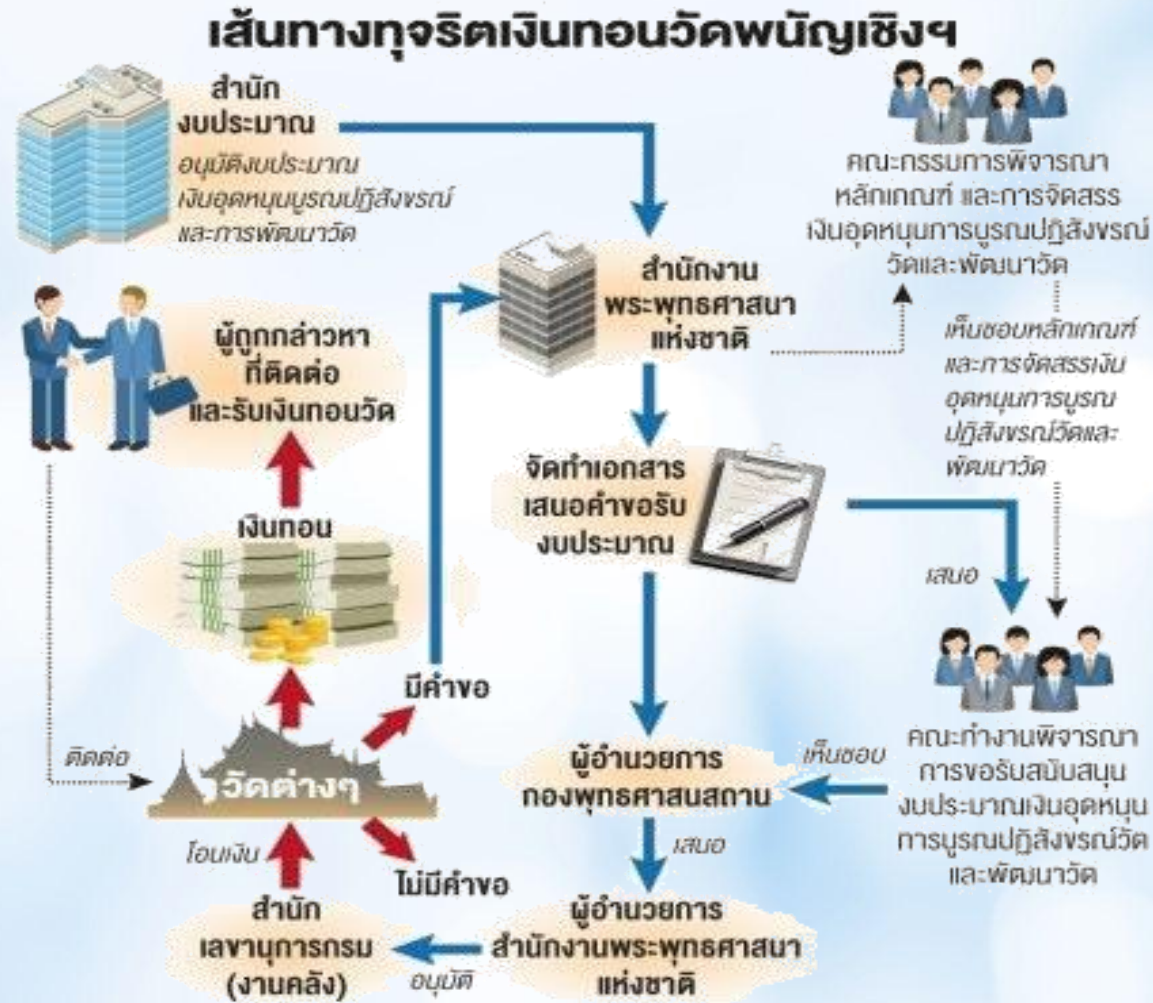 เส้นทางทุจริตเงินทอนวัดพนัญเชิงฯ
สำนัก
งบประมาณ
อนุมัติงบประมาณ
เงินอุดหนุนบูรณปฏิสังขรณ์
และการพัฒนาวัด
คณะกรรมการพิจารณา
หลักเกณฑ์ และการจัดสรร
เงินอุดหนุนการบูรณปฏิสังขรณ์
วัดและพัฒนาวัด
สำนักงาน
พระพุทธศาสนา
แห่งชาติ
เห็นชอบหลักเกณฑ์
และการจัดสรรเงิน
อุดหนุนการบูรณ
ปฏิสังขรณ์วัดและ
พัฒนาวัด
ผู้ถูกกล่าวหา
ที่ติดต่อ
และรับเงินทอนวัด
จัดทำเอกสาร
เสนอคำขอรับ
งบประมาณ
เงินทอน
เสนอ
มีคำขอ
ติดต่อ
วัดต่างๆ
ผู้อำนวยการ
กองพุทธศาสนสถาน
เห็นชอบ
คณะทำงานพิจารณา
การขอรับสนับสนุน
งบประมาณเงินอุดหนุน
การบูรณปฏิสังขรณ์วัด
และพัฒนาวัด
โอนเงิน
ไม่มีคำขอ
เสนอ
สำนัก
เลขานุการกรม
(งานคลัง)
อนุมัติ
ผู้อำนวยการ
สำนักงานพระพุทธศาสนา
แห่งชาติ